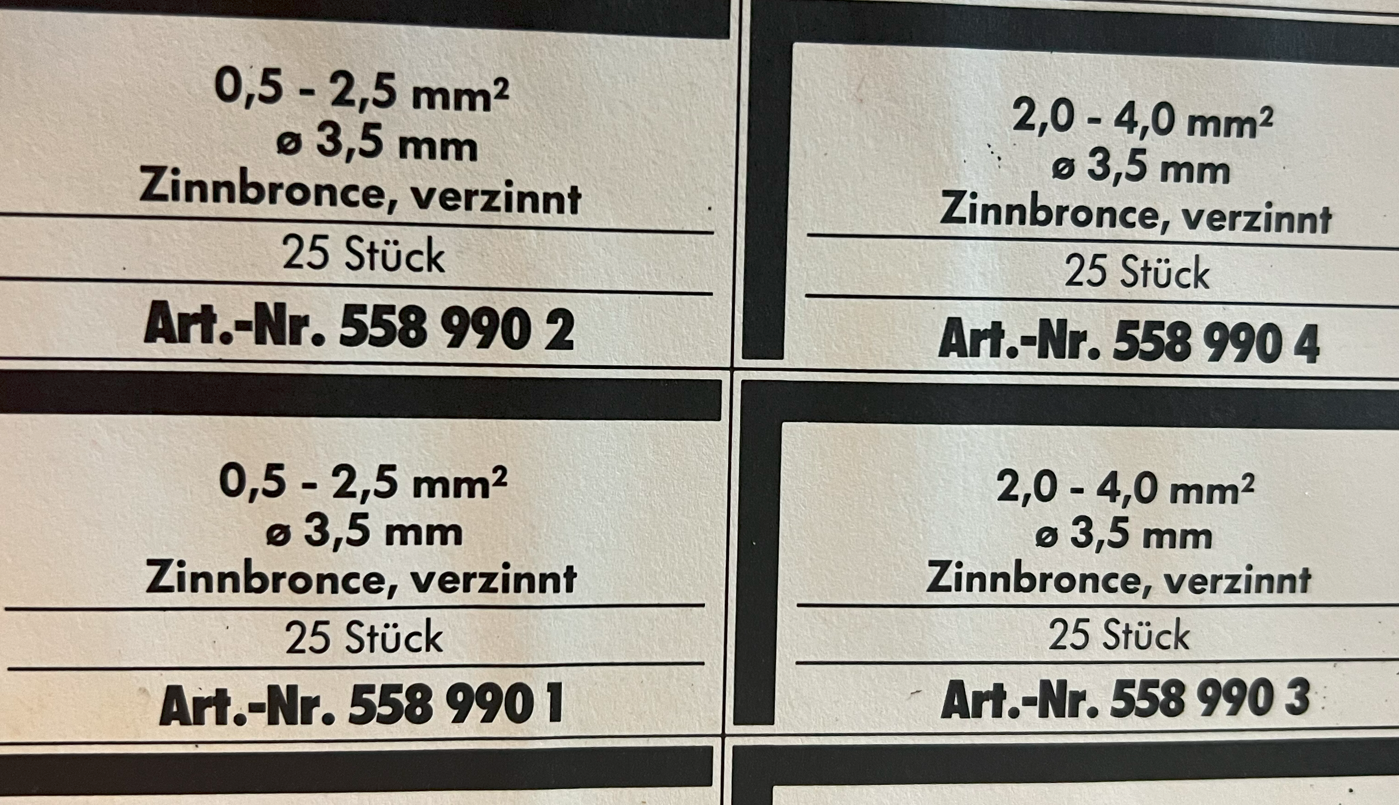 0,5 - 2,5 mm²
ø 3,5 mm
Zinnbronce, verzinnt
25 Stück
Art.-Nr. 558 990 2
2,0 - 4,0 mm²
ø 3,5 mm
Zinnbronce, verzinnt
25 Stück
Art.-Nr. 558 990 4
0,5 - 2,5 mm²
ø 3,5 mm
Zinnbronce, verzinnt
25 Stück
Art.-Nr. 558 990 1
2,0 - 4,0 mm²
ø 3,5 mm
Zinnbronce, verzinnt
25 Stück
Art.-Nr. 558 990 3